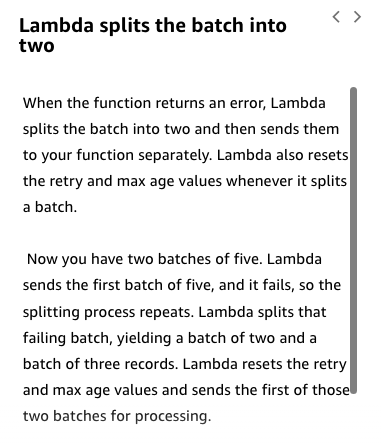 Lambda splits the batch into
two
When the function returns an error, Lambda
splits the batch into two and then sends them
to your function separately. Lambda also resets
the retry and max age values whenever it splits
a batch.
Now you have two batches of five. Lambda
sends the first batch of five, and it fails, so the
splitting process repeats. Lambda splits that
failing batch, yielding a batch of two and a
batch of three records. Lambda resets the retry
and max age values and sends the first of those
two batches for processing.